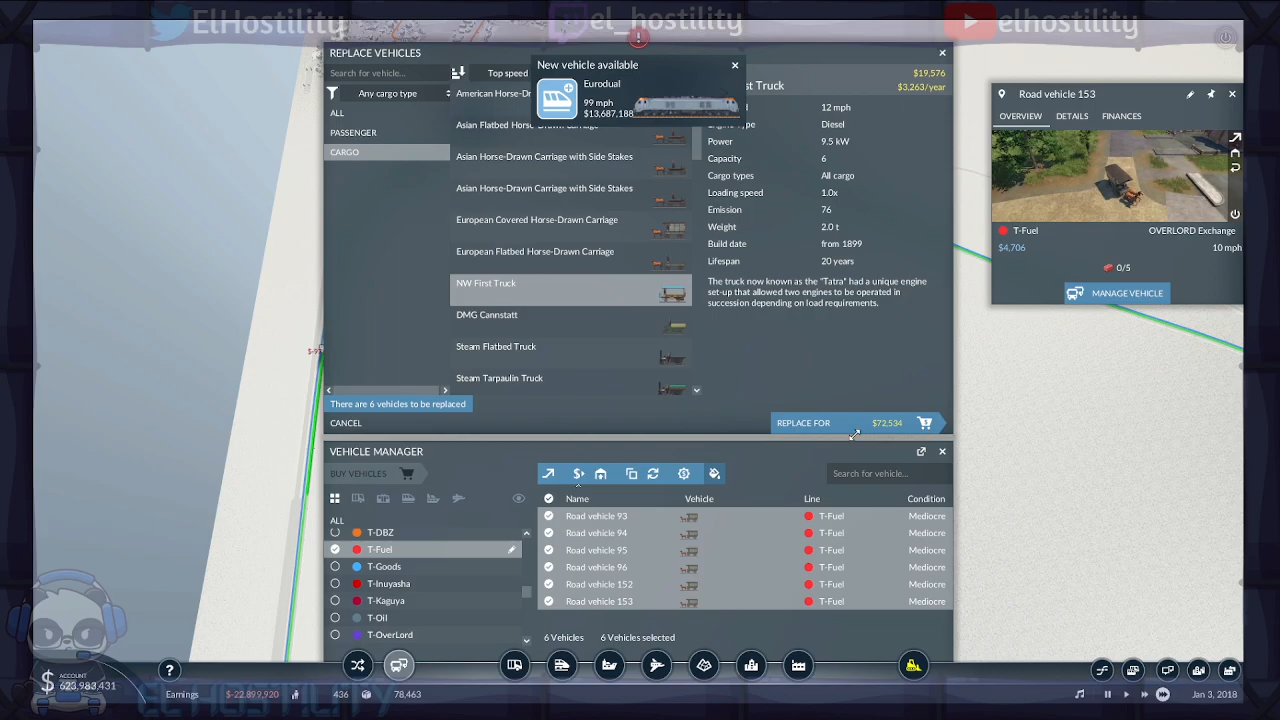 ElHostility
el_hostility
elhostility
REPLACE VEHICLES
Search for vehicle...
Top speed
Any cargo type
ALL
PASSENGER
CARGO
American Horse-Dr
Asian Flatbed Horse-Drawn Carriage
Asian Horse-Drawn Carriage with Side Stakes
Asian Horse-Drawn Carriage with Side Stakes
European Covered Horse-Drawn Carriage
European Flatbed Horse-Drawn Carriage
NW First Truck
DMG Cannstatt
Steam Flatbed Truck
Steam Tarpaulin Truck
New vehicle available
Eurodual
99 mph
$13,687,188
st Truck
$19,576
$3,263/year
12 mph
Diesel
Power 9.5 kW
Capacity 6
Cargo types All cargo
Loading speed 1.0x
Emission 76
Weight 2.0 t
Build date from 1899
Lifespan 20 years
The truck now known as the "Tatra" had a unique engine
set-up that allowed two engines to be operated in
succession depending on load requirements.
There are 6 vehicles to be replaced
CANCEL
REPLACE FOR $72,534
Road vehicle 153
OVERVIEW DETAILS FINANCES
T-Fuel OVERLORD Exchange
$4,706 10 mph
0/5
MANAGE VEHICLE
VEHICLE MANAGER
BUY VEHICLES
Search for vehicle...
ALL
T-DBZ
T-Fuel
T-Goods
T-Inuyasha
T-Kaguya
T-Oil
T-OverLord
Name Vehicle Line Condition
Road vehicle 93 T-Fuel Mediocre
Road vehicle 94 T-Fuel Mediocre
Road vehicle 95 T-Fuel Mediocre
Road vehicle 96 T-Fuel Mediocre
Road vehicle 152 T-Fuel Mediocre
Road vehicle 153 T-Fuel Mediocre
6 Vehicles 6 Vehicles selected
ACCOUNT
$ 623,983,431
Earnings $-22,899,920 436 78,463
Jan 3, 2018
ELHOSTILITY